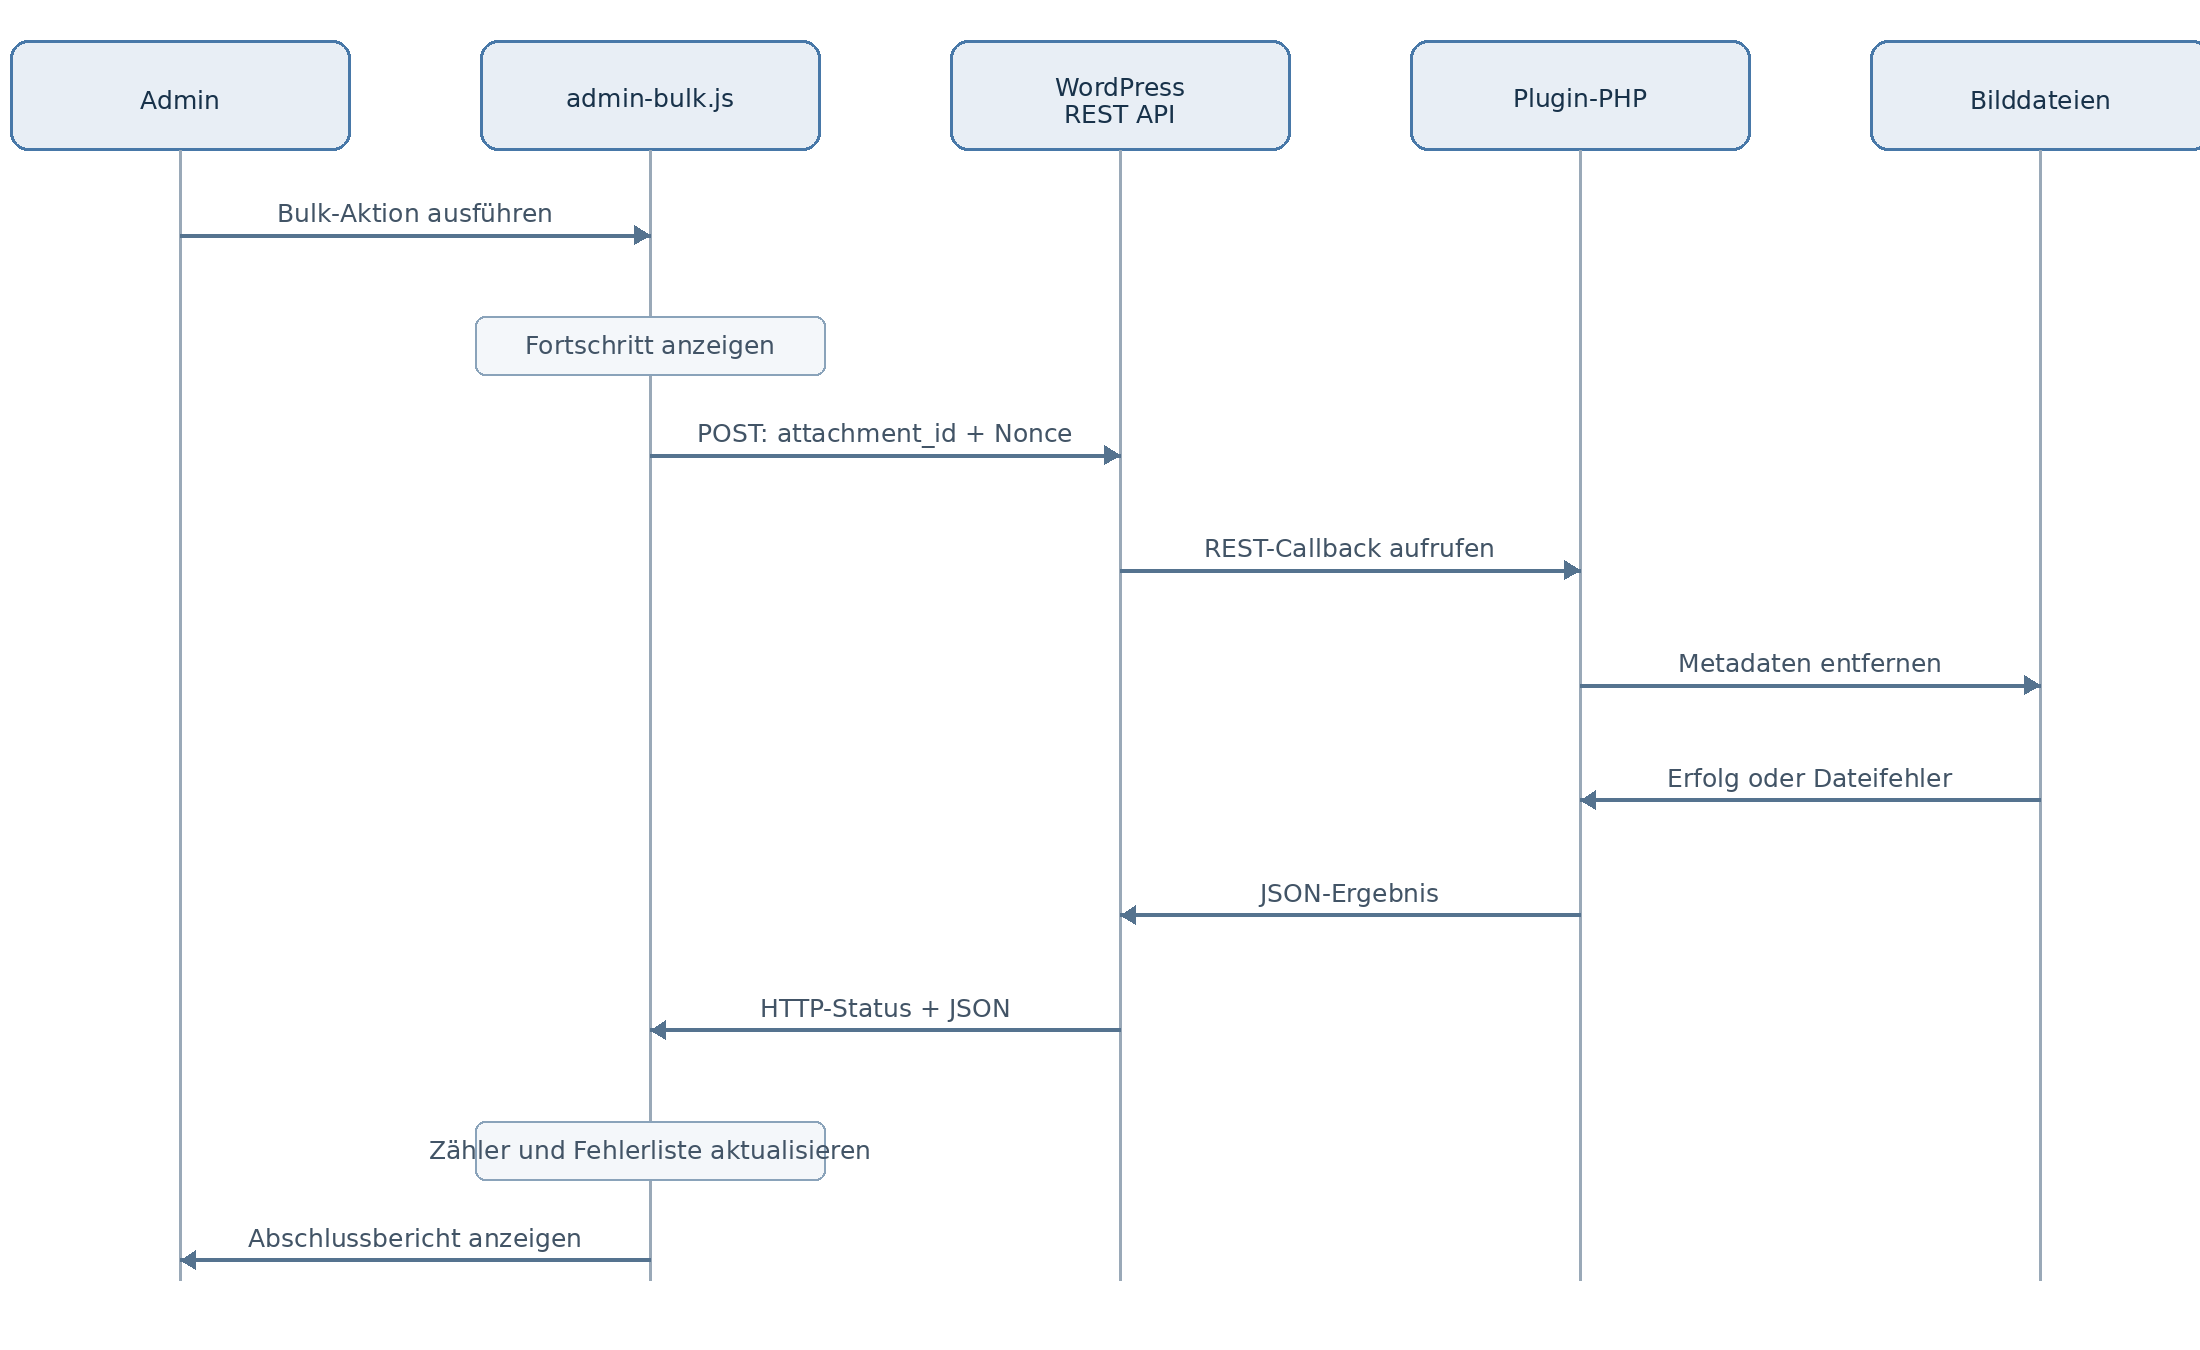 Admin
admin-bulk.js
WordPress
REST API
Plugin-PHP
Bilddateien
Bulk-Aktion ausführen
Fortschritt anzeigen
POST: attachment_id + Nonce
REST-Callback aufrufen
Metadaten entfernen
Erfolg oder Dateifehler
JSON-Ergebnis
HTTP-Status + JSON
Zähler und Fehlerliste aktualisieren
Abschlussbericht anzeigen